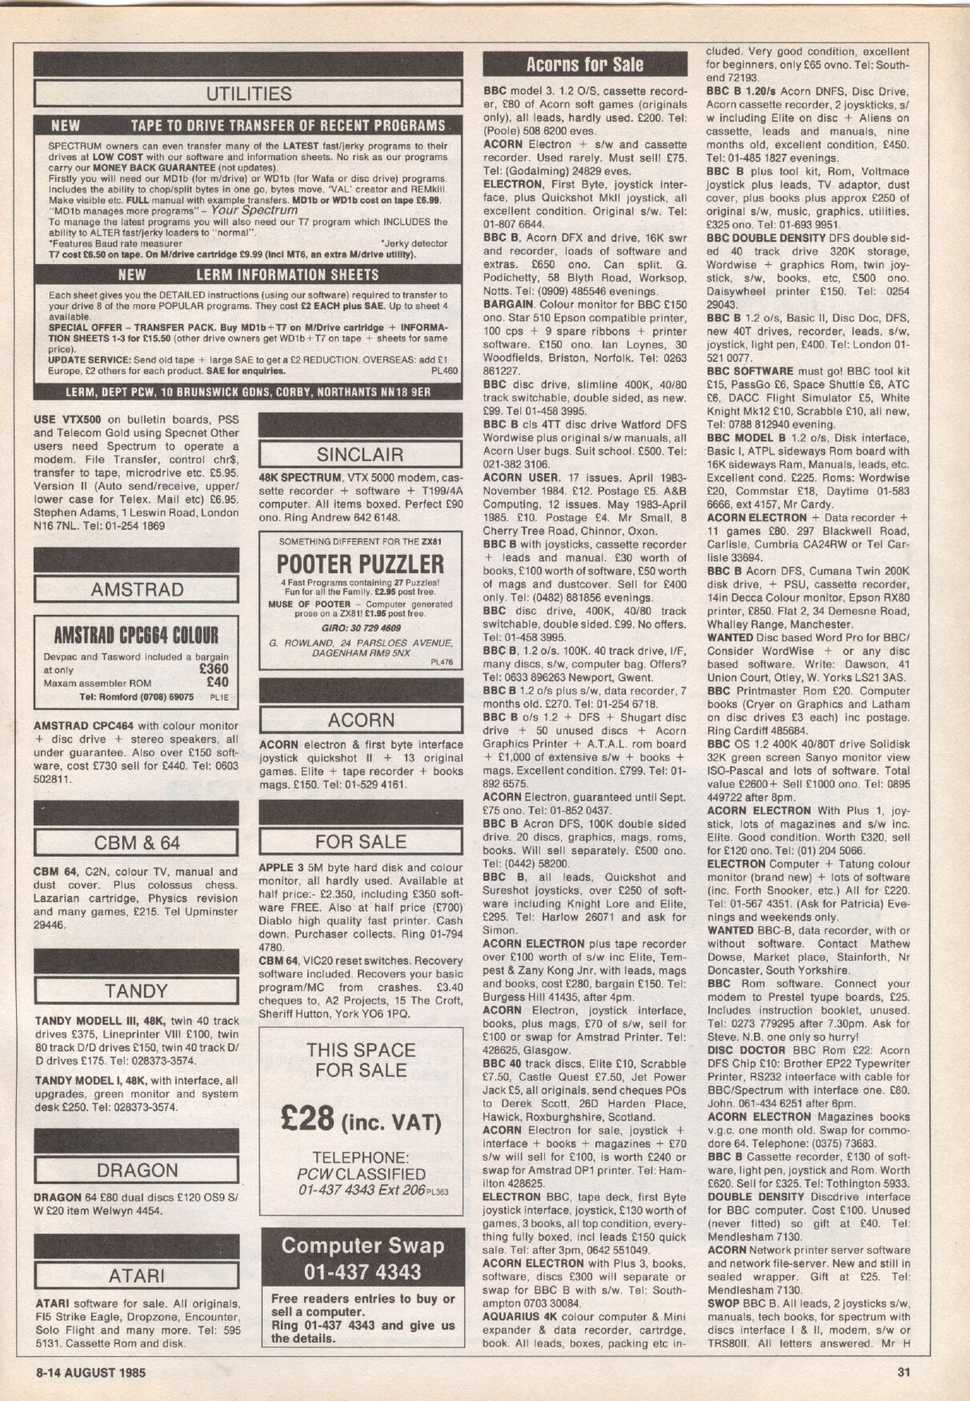 UTILITIES
NEW TAPE TO DRIVE TRANSFER OF RECENT PROGRAMS
SPECTRUM owners can even transfer many of the LATEST fast/jerky programs to their
drives at LOW COST with our software and information sheets. No risk as our programs
carry our MONEY BACK GUARANTEE (not updates).
Firstly you will need our MD1b (for m/drive) or WD1b (for Wafa or disc drive) programs.
Includes the ability to chop/split bytes in one go, bytes move, 'VAL' creator and REMkill.
Make visible etc. FULL manual with example transfers. MD1b or WD1b cost on tape £6.99.
"MD1b manages more programs" – Your Spectrum
To manage the latest programs you will also need our T7 program which INCLUDES the
ability to ALTER fast/jerky loaders to "normal".
*Features Baud rate measurer *Jerky detector
T7 cost £6.50 on tape. On M/drive cartridge £9.99 (incl MT6, an extra M/drive utility).
NEW LERM INFORMATION SHEETS
Each sheet gives you the DETAILED instructions (using our software) required to transfer to
your drive 8 of the more POPULAR programs. They cost £2 EACH plus SAE. Up to sheet 4
available.
SPECIAL OFFER – TRANSFER PACK. Buy MD1b+T7 on M/Drive cartridge + INFORMA-
TION SHEETS 1-3 for £15.50 (other drive owners get WD1b+T7 on tape + sheets for same
price).
UPDATE SERVICE: Send old tape + large SAE to get a £2 REDUCTION. OVERSEAS: add £1
Europe, £2 others for each product. SAE for enquiries. PL460
LERM, DEPT PCW, 10 BRUNSWICK GDNS, CORBY, NORTHANTS NN18 9ER
USE VTX500 on bulletin boards, PSS
and Telecom Gold using Specnet Other
users need Spectrum to operate a
modem. File Transfer, control chr$,
transfer to tape, microdrive etc. £5.95.
Version II (Auto send/receive, upper/
lower case for Telex. Mail etc) £6.95.
Stephen Adams, 1 Leswin Road, London
N16 7NL. Tel: 01-254 1869
AMSTRAD
AMSTRAD CPC664 COLOUR
Devpac and Tasword included a bargain
at only £360
Maxam assembler ROM £40
Tel: Romford (0708) 69075 PL1E
AMSTRAD CPC464 with colour monitor
+ disc drive + stereo speakers, all
under guarantee. Also over £150 soft-
ware, cost £730 sell for £440. Tel: 0603
502811.
CBM & 64
CBM 64, C2N, colour TV, manual and
dust cover. Plus colossus chess.
Lazarian cartridge, Physics revision
and many games, £215. Tel Upminster
29446.
TANDY
TANDY MODELL III, 48K, twin 40 track
drives £375, Lineprinter VIII £100, twin
80 track D/D drives £150, twin 40 track D/
D drives £175. Tel: 028373-3574.
TANDY MODEL I, 48K, with interface, all
upgrades, green monitor and system
desk £250. Tel: 028373-3574.
DRAGON
DRAGON 64 £80 dual discs £120 OS9 S/
W £20 item Welwyn 4454.
ATARI
ATARI software for sale. All originals,
FI5 Strike Eagle, Dropzone, Encounter,
Solo Flight and many more. Tel: 595
5131. Cassette Rom and disk.
SINCLAIR
48K SPECTRUM, VTX 5000 modem, cas-
sette recorder + software + T199/4A
computer. All items boxed. Perfect £90
ono. Ring Andrew 642 6148.
SOMETHING DIFFERENT FOR THE ZX81
POOTER PUZZLER
4 Fast Programs containing 27 Puzzles!
Fun for all the Family. £2.95 post free.
MUSE OF POOTER – Computer generated
prose on a ZX81! £1.95 post free.
GIRO: 30 729 4609
G. ROWLAND, 24 PARSLOES AVENUE,
DAGENHAM RM9 5NX
PL476
ACORN
ACORN electron & first byte interface
joystick quickshot II + 13 original
games. Elite + tape recorder + books
mags. £150. Tel: 01-529 4161.
FOR SALE
APPLE 3 5M byte hard disk and colour
monitor, all hardly used. Available at
half price:- £2.350, including £350 soft-
ware FREE. Also at half price (£700)
Diablo high quality fast printer. Cash
down. Purchaser collects. Ring 01-794
4780.
CBM 64, VIC20 reset switches. Recovery
software included. Recovers your basic
program/MC from crashes. £3.40
cheques to, A2 Projects, 15 The Croft,
Sheriff Hutton, York YO6 1PQ.
THIS SPACE
FOR SALE
£28 (inc. VAT)
TELEPHONE:
PCW CLASSIFIED
01-437 4343 Ext 206 PL363
Computer Swap
01-437 4343
Free readers entries to buy or
sell a computer.
Ring 01-437 4343 and give us
the details.
Acorns for Sale
BBC model 3. 1.2 O/S, cassette record-
er, £80 of Acorn soft games (originals
only), all leads, hardly used. £200. Tel:
(Poole) 508 6200 eves.
ACORN Electron + s/w and cassette
recorder. Used rarely. Must sell! £75.
Tel: (Godalming) 24829 eves.
ELECTRON, First Byte, joystick inter-
face, plus Quickshot MkII joystick, all
excellent condition. Original s/w. Tel:
01-807 6644.
BBC B, Acorn DFX and drive, 16K swr
and recorder, loads of software and
extras. £650 ono. Can split. G.
Podichetty, 58 Blyth Road, Worksop,
Notts. Tel: (0909) 485546 evenings.
BARGAIN. Colour monitor for BBC £150
ono. Star 510 Epson compatible printer,
100 cps + 9 spare ribbons + printer
software. £150 ono. Ian Loynes, 30
Woodfields, Briston, Norfolk. Tel: 0263
861227.
BBC disc drive, slimline 400K, 40/80
track switchable, double sided, as new.
£99. Tel 01-458 3995.
BBC B cls 4TT disc drive Watford DFS
Wordwise plus original s/w manuals, all
Acorn User bugs. Suit school. £500. Tel:
021-382 3106.
ACORN USER. 17 issues. April 1983-
November 1984. £12. Postage £5. A&B
Computing, 12 issues. May 1983-April
1985. £10. Postage £4. Mr Small, 8
Cherry Tree Road, Chinnor, Oxon.
BBC B with joysticks, cassette recorder
+ leads and manual. £30 worth of
books, £100 worth of software, £50 worth
of mags and dustcover. Sell for £400
only. Tel: (0482) 881856 evenings.
BBC disc drive, 400K, 40/80 track
switchable, double sided. £99. No offers.
Tel: 01-458 3995.
BBC B, 1.2 o/s. 100K. 40 track drive, I/F,
many discs, s/w, computer bag. Offers?
Tel: 0633 896263 Newport, Gwent.
BBC B 1.2 o/s plus s/w, data recorder, 7
months old. £270. Tel: 01-254 6718.
BBC B o/s 1.2 + DFS + Shugart disc
drive + 50 unused discs + Acorn
Graphics Printer + A.T.A.L. rom board
+ £1,000 of extensive s/w + books +
mags. Excellent condition. £799. Tel: 01-
892 6575.
ACORN Electron, guaranteed until Sept.
£75 ono. Tel: 01-852 0437.
BBC B Acron DFS, 100K double sided
drive. 20 discs, graphics, mags, roms,
books. Will sell separately. £500 ono.
Tel: (0442) 58200.
BBC B, all leads, Quickshot and
Sureshot joysticks, over £250 of soft-
ware including Knight Lore and Elite,
£295. Tel: Harlow 26071 and ask for
Simon.
ACORN ELECTRON plus tape recorder
over £100 worth of s/w inc Elite, Tem-
pest & Zany Kong Jnr, with leads, mags
and books, cost £280, bargain £150. Tel:
Burgess Hill 41435, after 4pm.
ACORN Electron, joystick interface,
books, plus mags, £70 of s/w, sell for
£100 or swap for Amstrad Printer. Tel:
428625, Glasgow.
BBC 40 track discs, Elite £10, Scrabble
£7.50, Castle Quest £7.50, Jet Power
Jack £5, all originals, send cheques POs
to Derek Scott, 26D Harden Place,
Hawick, Roxburghshire, Scotland.
ACORN Electron for sale, joystick +
interface + books + magazines + £70
s/w will sell for £100, is worth £240 or
swap for Amstrad DP1 printer. Tel: Ham-
ilton 428625.
ELECTRON BBC, tape deck, first Byte
joystick interface, joystick, £130 worth of
games, 3 books, all top condition, every-
thing fully boxed, incl leads £150 quick
sale. Tel: after 3pm, 0642 551049.
ACORN ELECTRON with Plus 3, books,
software, discs £300 will separate or
swap for BBC B with s/w. Tel: South-
ampton 0703 30084.
AQUARIUS 4K colour computer & Mini
expander & data recorder, cartrdge,
book. All leads, boxes, packing etc in-
cluded. Very good condition, excellent
for beginners, only £65 ovno. Tel: South-
end 72193.
BBC B 1.20/s Acorn DNFS, Disc Drive,
Acorn cassette recorder, 2 joyskticks, s/
w including Elite on disc + Aliens on
cassette, leads and manuals, nine
months old, excellent condition, £450.
Tel: 01-485 1827 evenings.
BBC B plus tool kit, Rom, Voltmace
joystick plus leads, TV adaptor, dust
cover, plus books plus approx £250 of
original s/w, music, graphics, utilities,
£325 ono. Tel: 01-693 9951.
BBC DOUBLE DENSITY DFS double sid-
ed 40 track drive 320K storage,
Wordwise + graphics Rom, twin joy-
stick, s/w, books, etc, £500 ono.
Daisywheel printer £150. Tel: 0254
29043.
BBC B 1.2 o/s, Basic II, Disc Doc, DFS,
new 40T drives, recorder, leads, s/w,
joystick, light pen, £400. Tel: London 01-
521 0077.
BBC SOFTWARE must go! BBC tool kit
£15, PassGo £6, Space Shuttle £6, ATC
£6, DACC Flight Simulator £5, White
Knight Mk12 £10, Scrabble £10, all new,
Tel: 0788 812940 evening.
BBC MODEL B 1.2 o/s, Disk interface,
Basic I, ATPL sideways Rom board with
16K sideways Ram, Manuals, leads, etc.
Excellent cond. £225. Roms: Wordwise
£20, Commstar £18, Daytime 01-583
6666, ext 4157, Mr Cardy.
ACORN ELECTRON + Data recorder +
11 games £80. 297 Blackwell Road,
Carlisle, Cumbria CA24RW or Tel Car-
lisle 33694.
BBC B Acorn DFS, Cumana Twin 200K
disk drive, + PSU, cassette recorder,
14in Decca Colour monitor, Epson RX80
printer, £850. Flat 2, 34 Demesne Road,
Whalley Range, Manchester.
WANTED Disc based Word Pro for BBC/
Consider WordWise + or any disc
based software. Write: Dawson, 41
Union Court, Otley, W. Yorks LS21 3AS.
BBC Printmaster Rom £20. Computer
books (Cryer on Graphics and Latham
on disc drives £3 each) inc postage.
Ring Cardiff 485684.
BBC OS 1.2 400K 40/80T drive Solidisk
32K green screen Sanyo monitor view
ISO-Pascal and lots of software. Total
value £2600+ Sell £1000 ono. Tel: 0895
449722 after 8pm.
ACORN ELECTRON With Plus 1, joy-
stick, lots of magazines and s/w inc.
Elite. Good condition. Worth £320, sell
for £120 ono. Tel: (01) 204 5066.
ELECTRON Computer + Tatung colour
monitor (brand new) + lots of software
(inc. Forth Snooker, etc.) All for £220.
Tel: 01-567 4351. (Ask for Patricia) Eve-
nings and weekends only.
WANTED BBC-B, data recorder, with or
without software. Contact Mathew
Dowse, Market place, Stainforth, Nr
Doncaster, South Yorkshire.
BBC Rom software. Connect your
modem to Prestel tyupe boards, £25.
Includes instruction booklet, unused.
Tel: 0273 779295 after 7.30pm. Ask for
Steve. N.B. one only so hurry!
DISC DOCTOR BBC Rom £22: Acorn
DFS Chip £10: Brother EP22 Typewriter
Printer, RS232 inteerface with cable for
BBC/Spectrum with interface one. £80.
John. 061-434 6251 after 6pm.
ACORN ELECTRON Magazines books
v.g.c. one month old. Swap for commo-
dore 64. Telephone: (0375) 73683.
BBC B Cassette recorder, £130 of soft-
ware, light pen, joystick and Rom. Worth
£620. Sell for £325. Tel: Tothington 5933.
DOUBLE DENSITY Discdrive interface
for BBC computer. Cost £100. Unused
(never fitted) so gift at £40. Tel:
Mendlesham 7130.
ACORN Network printer server software
and network file-server. New and still in
sealed wrapper. Gift at £25. Tel:
Mendlesham 7130.
SWOP BBC B. All leads, 2 joysticks s/w,
manuals, tech books, for spectrum with
discs interface I & II, modem, s/w or
TRS80II. All letters answered. Mr H
8-14 AUGUST 1985
31